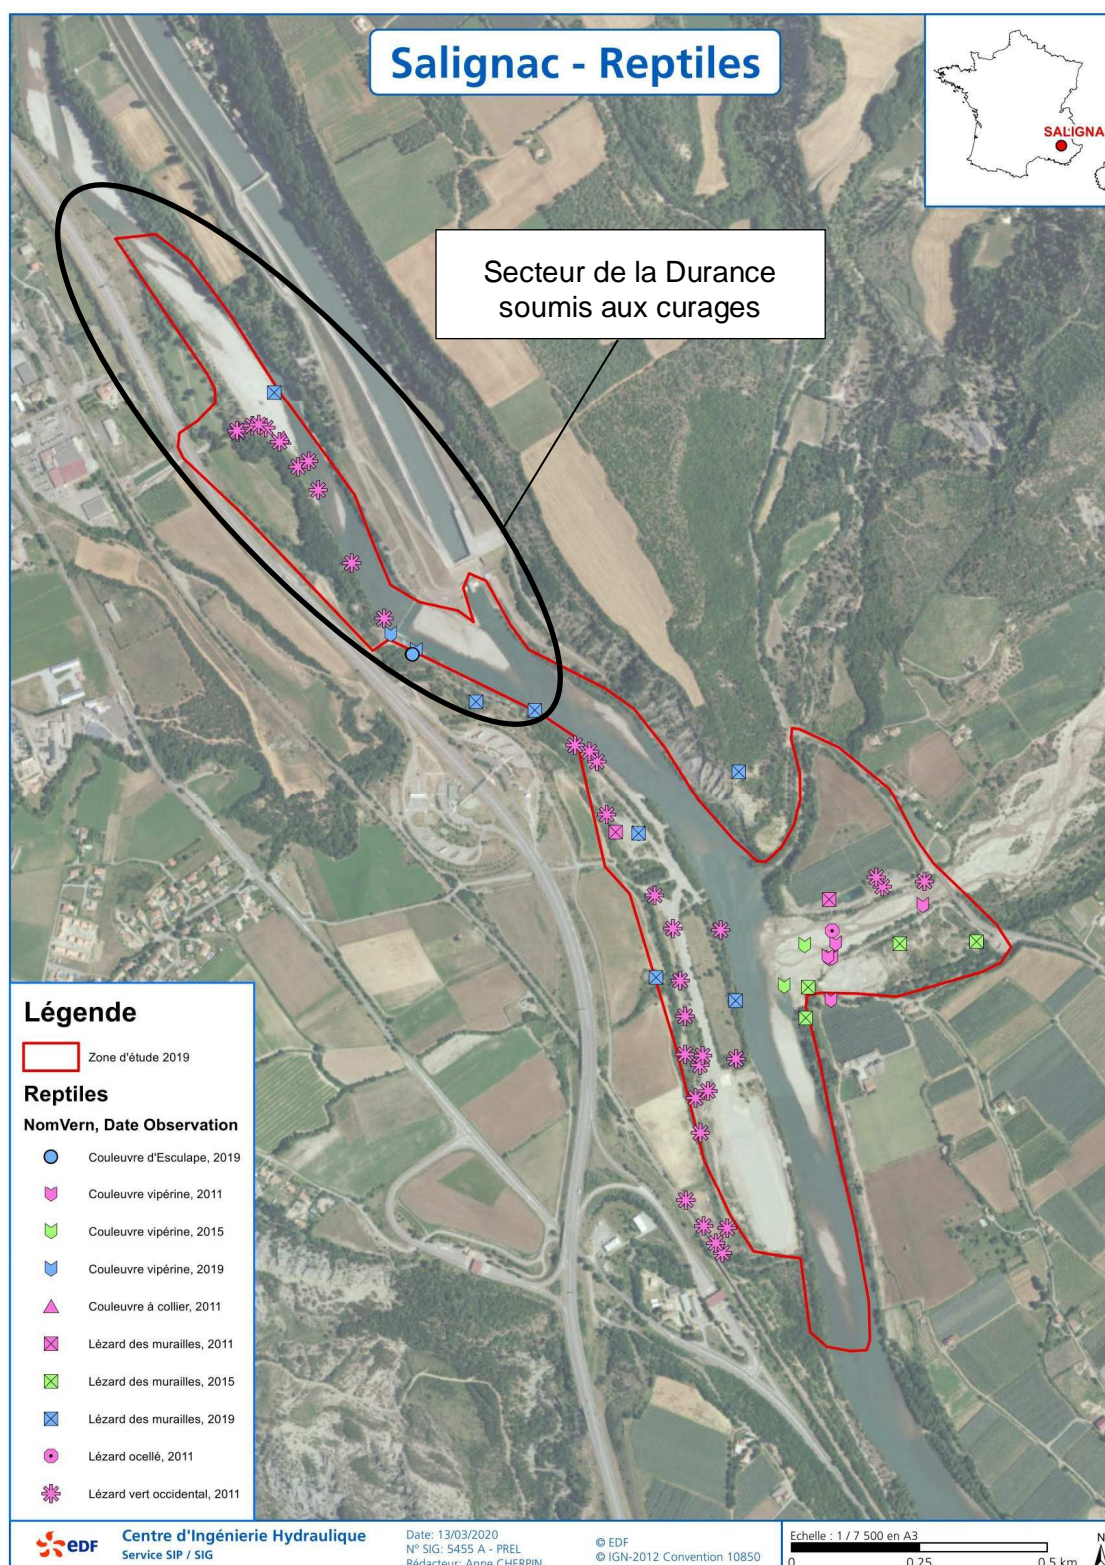 Salignac - Reptiles
SALIGNA
Secteur de la Durance
soumis aux curages
Légende
Zone d'étude 2019
Reptiles
NomVern, Date Observation
Couleuvre d'Esculape, 2019
Couleuvre vipérine, 2011
Couleuvre vipérine, 2015
Couleuvre vipérine, 2019
Couleuvre à collier, 2011
Lézard des murailles, 2011
Lézard des murailles, 2015
Lézard des murailles, 2019
Lézard ocellé, 2011
Lézard vert occidental, 2011
edf
Centre d'Ingénierie Hydraulique
Service SIP / SIG
Date: 13/03/2020
N° SIG: 5455 A - PREL
Rédacteur: Anne CHERPIN
© EDF
© IGN-2012 Convention 10850
Echelle : 1 / 7 500 en A3
0 0.25 0.5 km
N